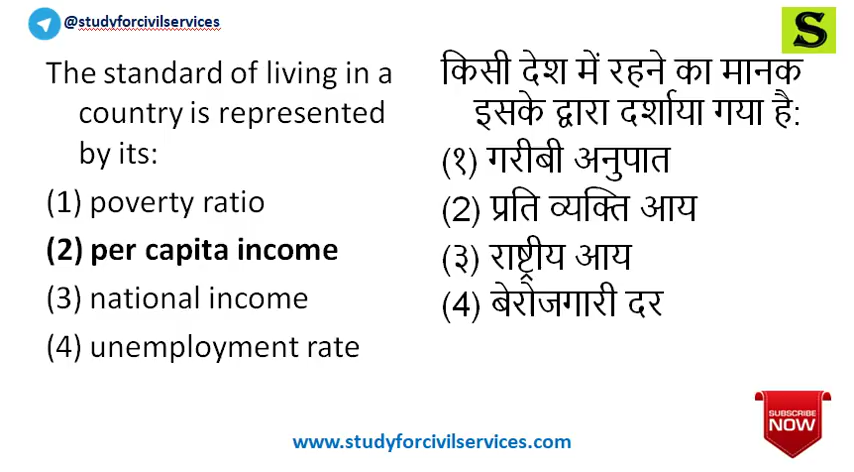 @studyforcivilservices
S
The standard of living in a
country is represented
by its:
(1) poverty ratio
(2) per capita income
(3) national income
(4) unemployment rate
किसी देश में रहने का मानक
इसके द्वारा दर्शाया गया है:
(१) गरीबी अनुपात
(2) प्रति व्यक्ति आय
(३) राष्ट्रीय आय
(4) बेरोजगारी दर
SUBSCRIBE
NOW
www.studyforcivilservices.com